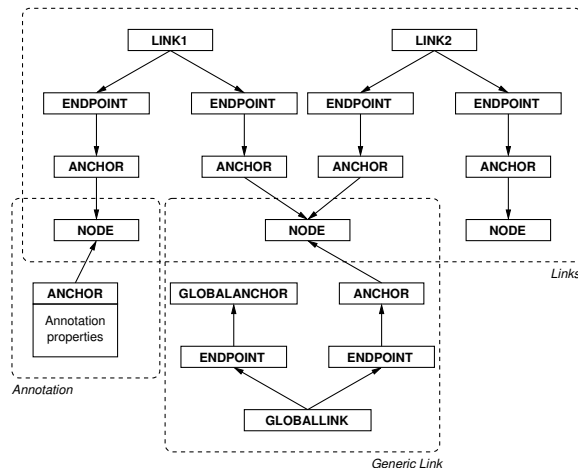 LINK1 LINK2
ENDPOINT ENDPOINT ENDPOINT ENDPOINT
ANCHOR ANCHOR ANCHOR ANCHOR
NODE NODE NODE
Links
ANCHOR GLOBALANCHOR ANCHOR
Annotation
properties
ENDPOINT ENDPOINT
Annotation
GLOBALLINK
Generic Link